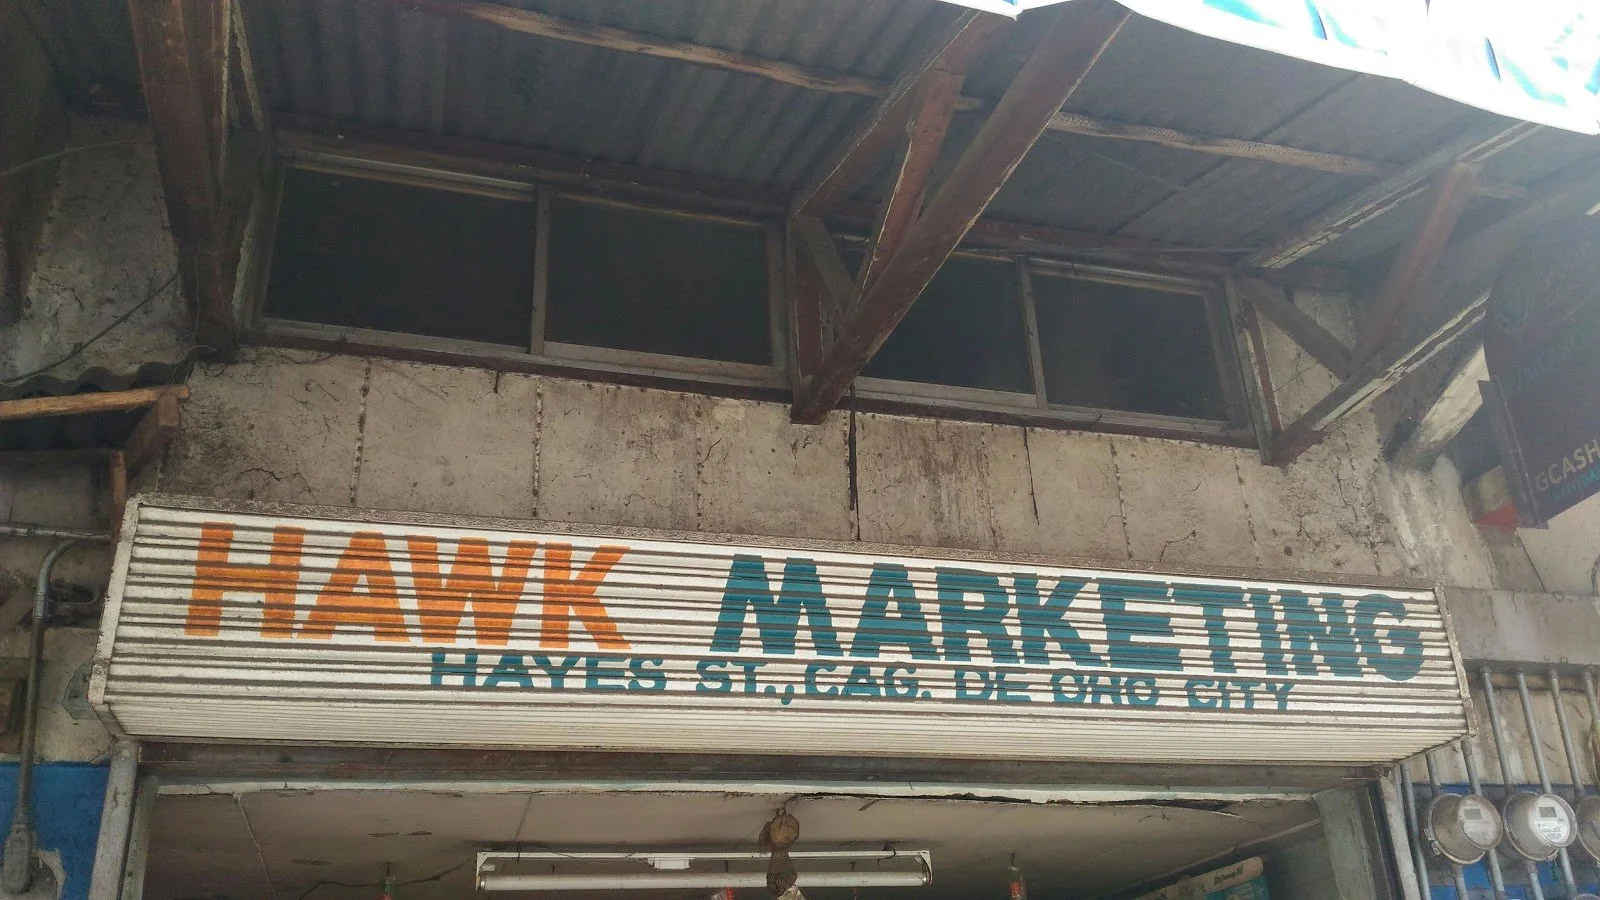 HAWK MARKETING
HAYES ST., CAG. DE ORO CITY
GCASH